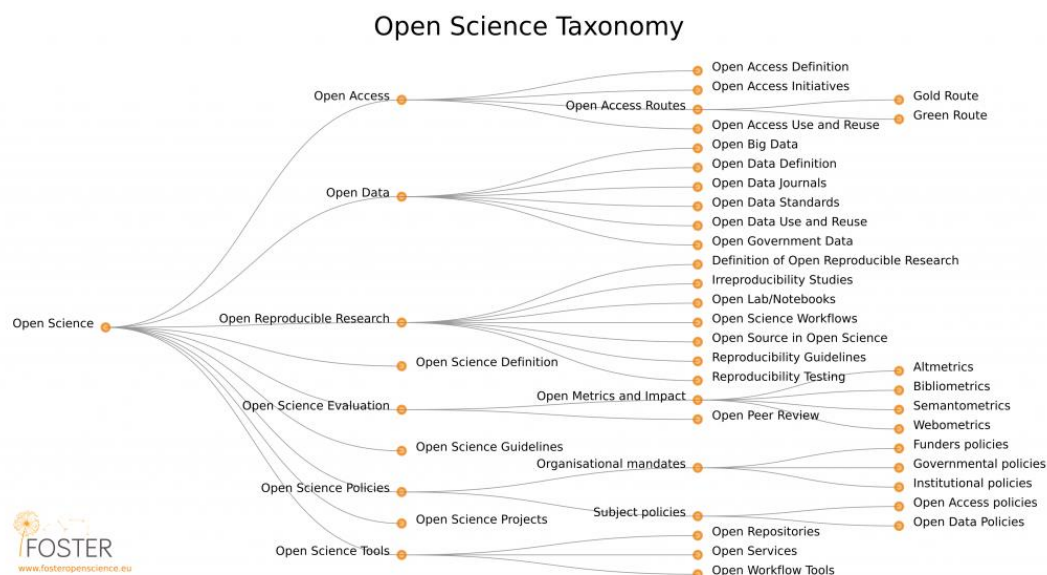 Open Science Taxonomy
Open Science
Open Access
Open Access Definition
Open Access Initiatives
Open Access Routes
Gold Route
Green Route
Open Access Use and Reuse
Open Data
Open Big Data
Open Data Definition
Open Data Journals
Open Data Standards
Open Data Use and Reuse
Open Government Data
Open Reproducible Research
Definition of Open Reproducible Research
Irreproducibility Studies
Open Lab/Notebooks
Open Science Workflows
Open Source in Open Science
Reproducibility Guidelines
Reproducibility Testing
Open Science Definition
Open Science Evaluation
Open Metrics and Impact
Altmetrics
Bibliometrics
Semantometrics
Webometrics
Open Peer Review
Open Science Guidelines
Open Science Policies
Organisational mandates
Funders policies
Governmental policies
Institutional policies
Subject policies
Open Access policies
Open Data Policies
Open Science Projects
Open Science Tools
Open Repositories
Open Services
Open Workflow Tools
FOSTER
www.fosteropenscience.eu